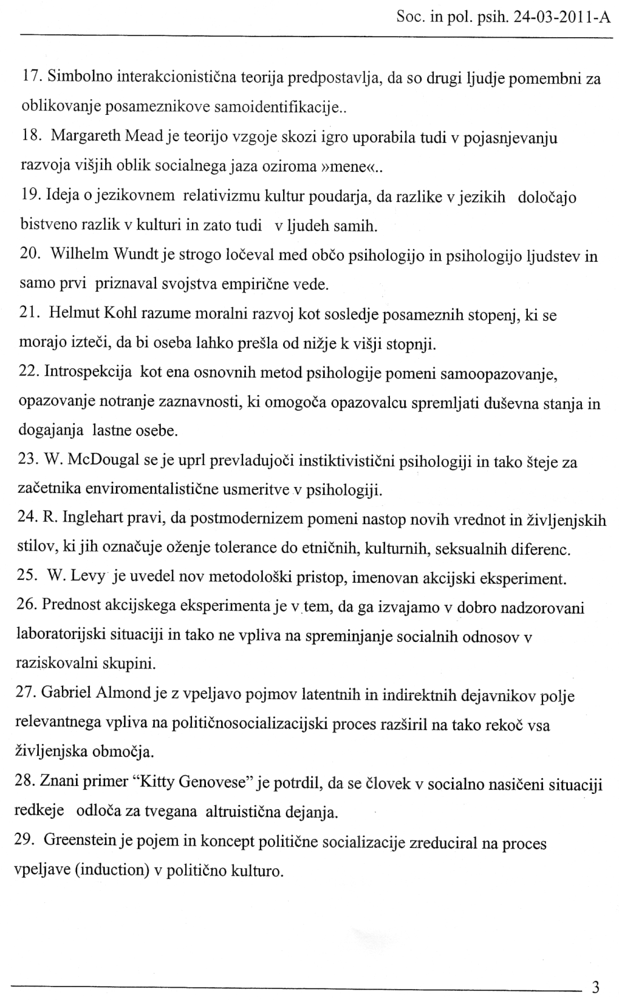 Soc. in pol. psih. 24-03-2011-A
17. Simbolno interakcionistična teorija predpostavlja, da so drugi ljudje pomembni za
oblikovanje posameznikove samoidentifikacije..
18. Margareth Mead je teorijo vzgoje skozi igro uporabila tudi v pojasnjevanju
razvoja višjih oblik socialnega jaza oziroma »mene«..
19. Ideja o jezikovnem relativizmu kultur poudarja, da razlike v jezikih določajo
bistveno razlik v kulturi in zato tudi v ljudeh samih.
20. Wilhelm Wundt je strogo ločeval med občo psihologijo in psihologijo ljudstev in
samo prvi priznaval svojstva empirične vede.
21. Helmut Kohl razume moralni razvoj kot sosledje posameznih stopenj, ki se
morajo izteči, da bi oseba lahko prešla od nižje k višji stopnji.
22. Introspekcija kot ena osnovnih metod psihologije pomeni samoopazovanje,
opazovanje notranje zaznavnosti, ki omogoča opazovalcu spremljati duševna stanja in
dogajanja lastne osebe.
23. W. McDougal se je uprl prevladujoči instiktivistični psihologiji in tako šteje za
začetnika enviromentalistične usmeritve v psihologiji.
24. R. Inglehart pravi, da postmodernizem pomeni nastop novih vrednot in življenjskih
stilov, ki jih označuje oženje tolerance do etničnih, kulturnih, seksualnih diferenc.
25. W. Levy je uvedel nov metodološki pristop, imenovan akcijski eksperiment.
26. Prednost akcijskega eksperimenta je v tem, da ga izvajamo v dobro nadzorovani
laboratorijski situaciji in tako ne vpliva na spreminjanje socialnih odnosov v
raziskovalni skupini.
27. Gabriel Almond je z vpeljavo pojmov latentnih in indirektnih dejavnikov polje
relevantnega vpliva na političnosocializacijski proces razširil na tako rekoč vsa
življenjska območja.
28. Znani primer “Kitty Genovese” je potrdil, da se človek v socialno nasičeni situaciji
redkeje odloča za tvegana altruistična dejanja.
29. Greenstein je pojem in koncept politične socializacije zreduciral na proces
vpeljave (induction) v politično kulturo.
3